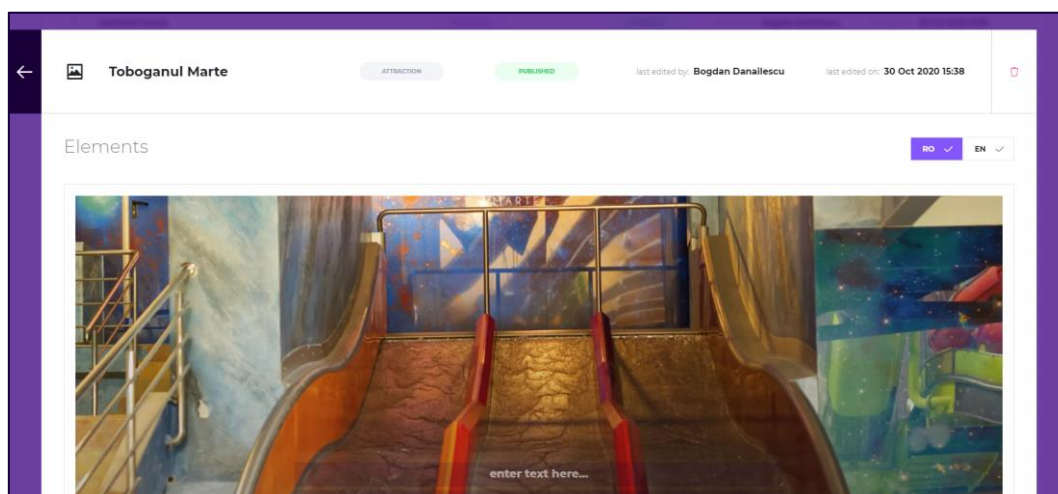 Toboganul Marte
ATTRACTION
PUBLISHED
last edited by: Bogdan Danailescu
last edited on: 30 Oct 2020 15:38
Elements
RO
EN
MARTE
enter text here...